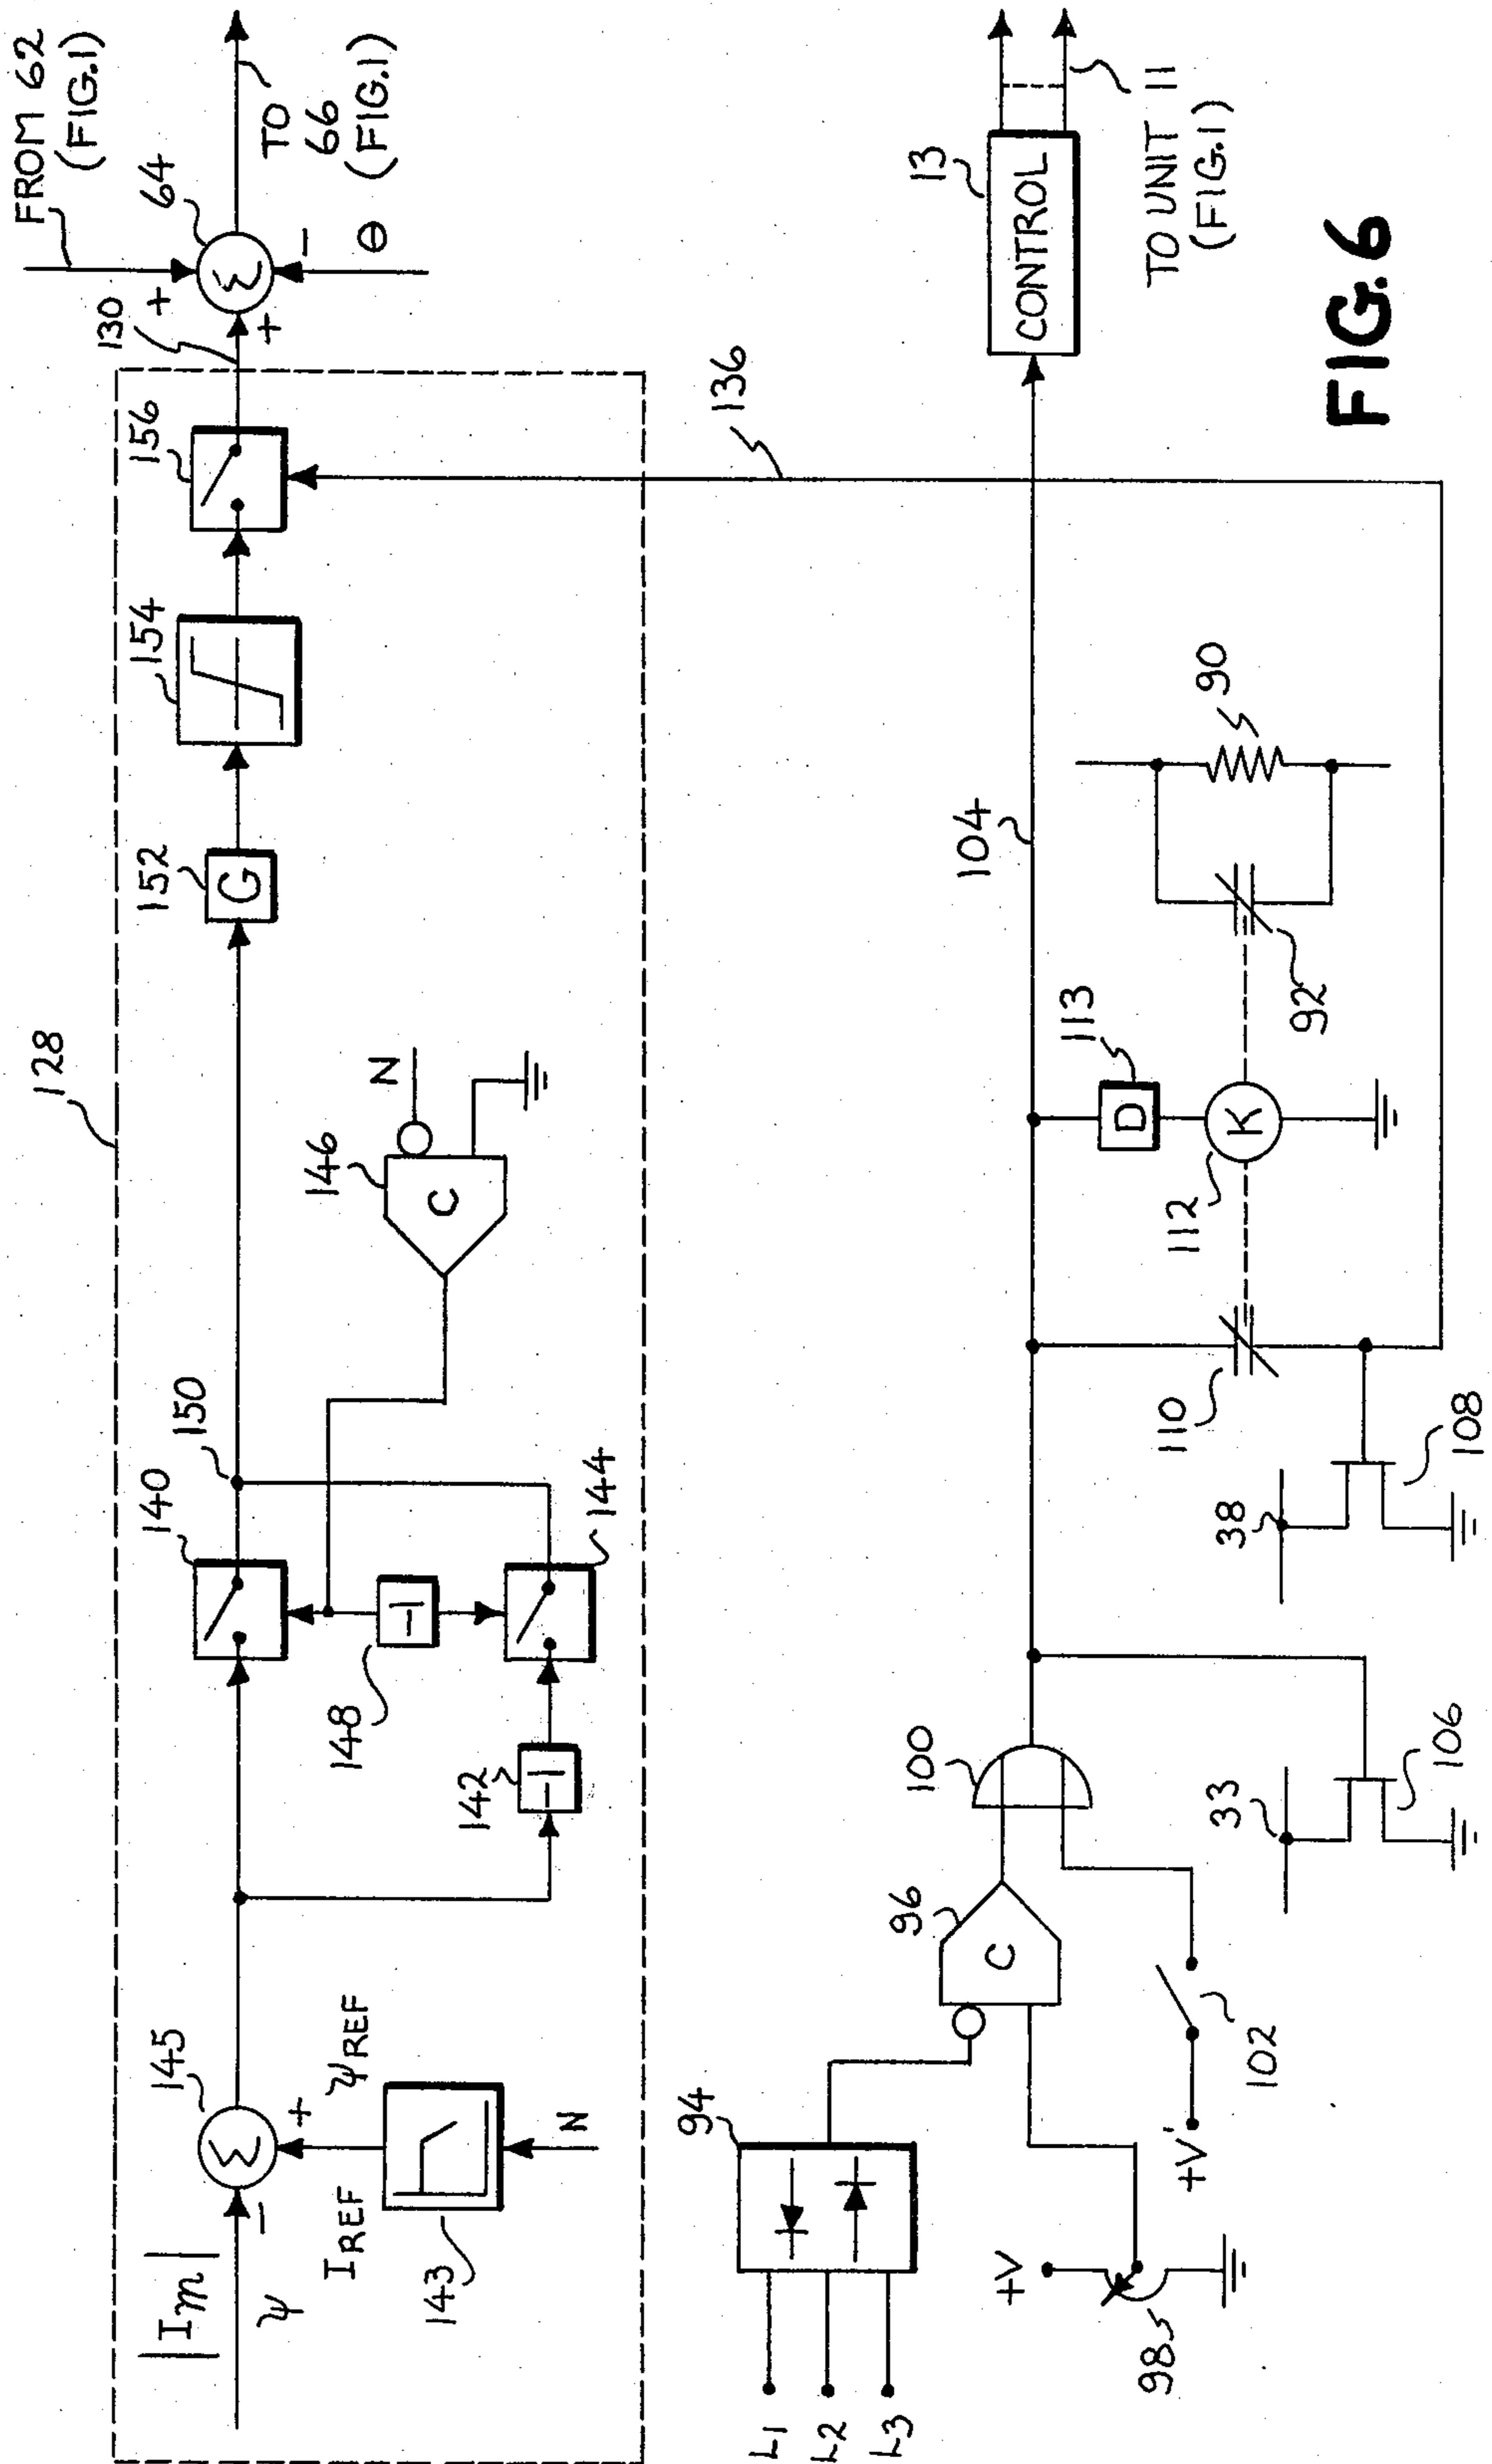 FROM 62
(FIG.1)
TO
66
(FIG.1)
64
Σ
+
+
−
θ
130
128
156
154
152
G
150
140
146
N
C
148
-1
144
142
-1
145
Σ
+
−
|Im|
ψ
IREF
ψREF
143
N
136
13
CONTROL
TO UNIT 11
(FIG.1)
104
90
92
113
D
K
112
110
108
38
106
33
100
96
C
102
+V'
94
L1
L2
L3
+V
98
FIG. 6